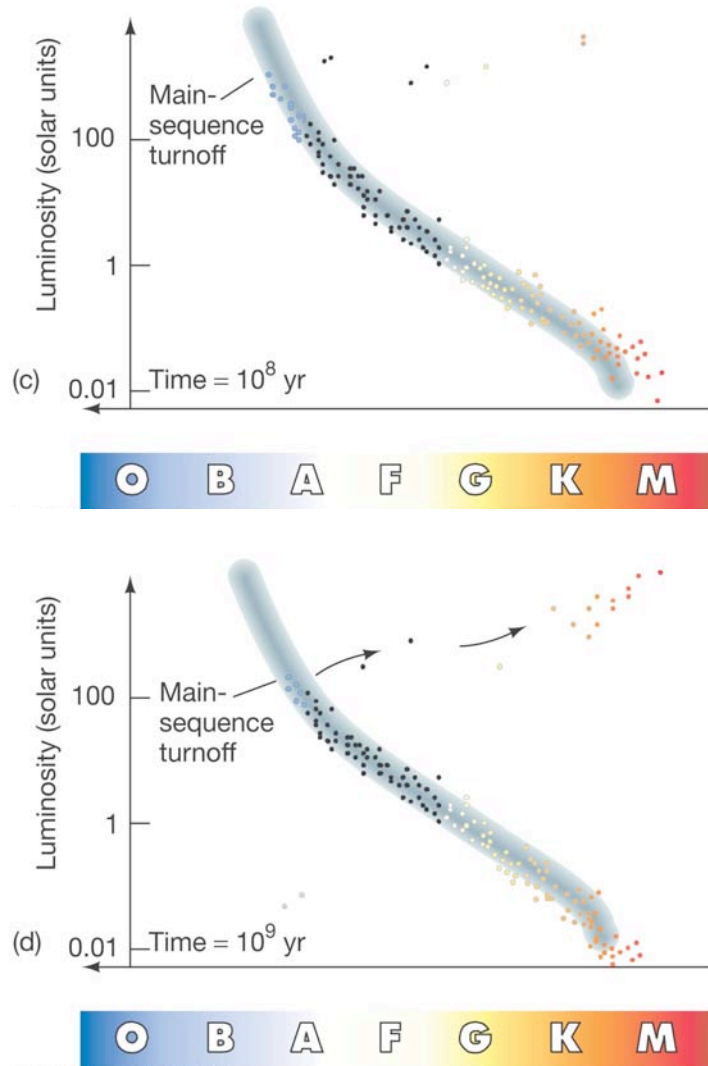 Luminosity (solar units)
Main-
sequence
turnoff
100
1
0.01
(c)
Time = 10⁸ yr
O B A F G K M
Luminosity (solar units)
Main-
sequence
turnoff
100
1
0.01
(d)
Time = 10⁹ yr
O B A F G K M